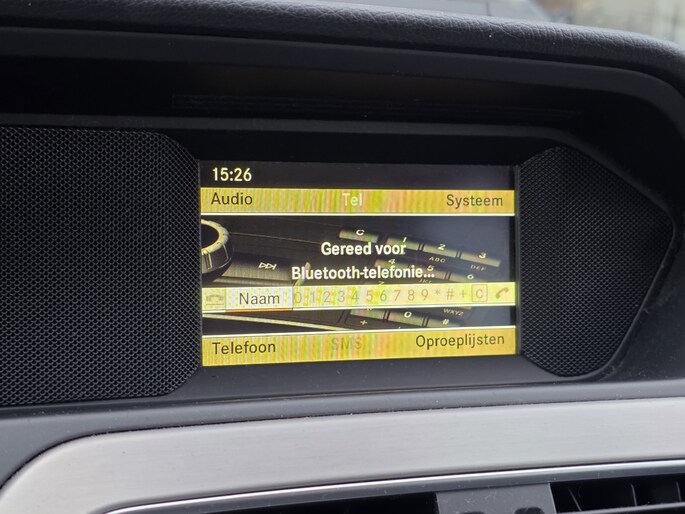 15:26
Audio Tel Systeem
Gereed voor
Bluetooth-telefonie...
Naam 0 1 2 3 4 5 6 7 8 9 * # + C
Telefoon SMS Oproeplijsten